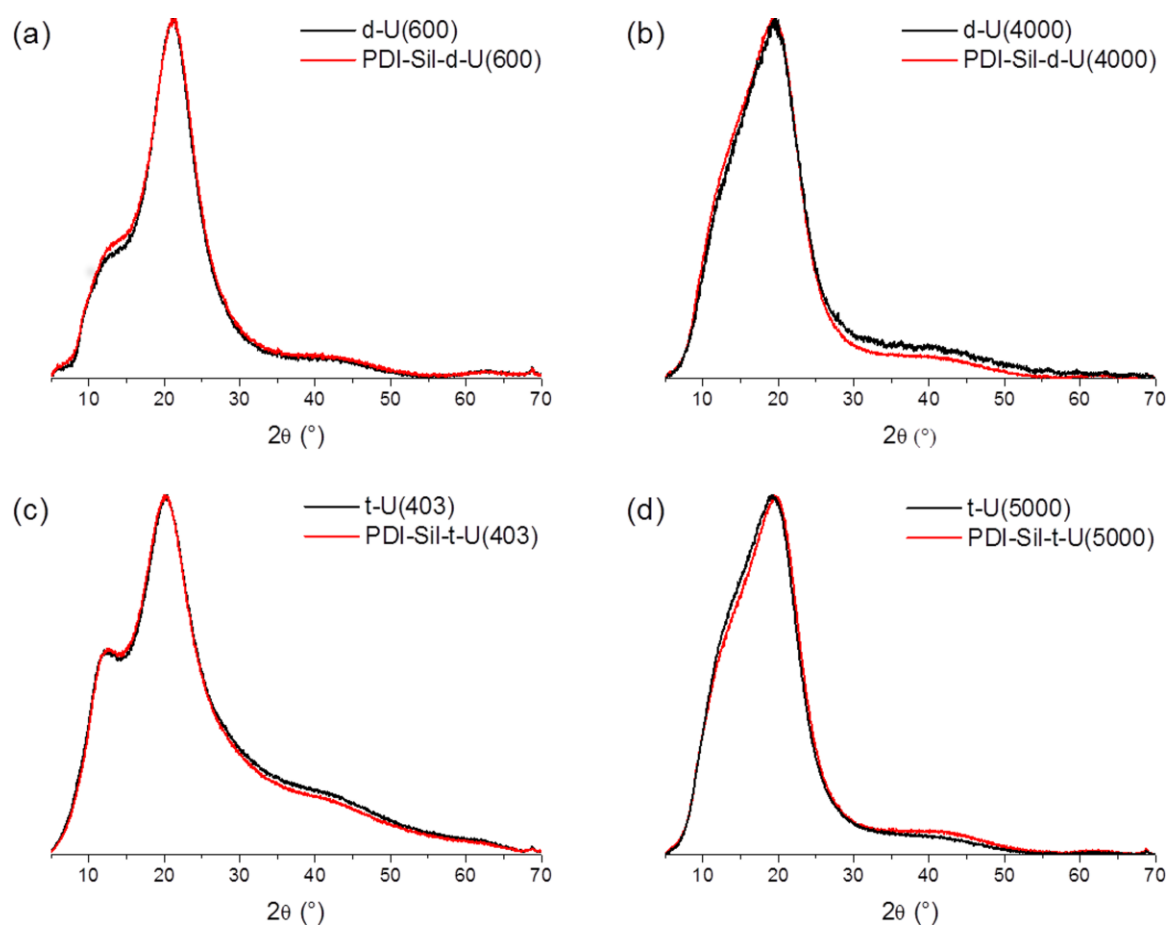 (a)
d-U(600)
PDI-Sil-d-U(600)
10 20 30 40 50 60 70
2θ (°)
(b)
d-U(4000)
PDI-Sil-d-U(4000)
10 20 30 40 50 60 70
2θ (°)
(c)
t-U(403)
PDI-Sil-t-U(403)
10 20 30 40 50 60 70
2θ (°)
(d)
t-U(5000)
PDI-Sil-t-U(5000)
10 20 30 40 50 60 70
2θ (°)